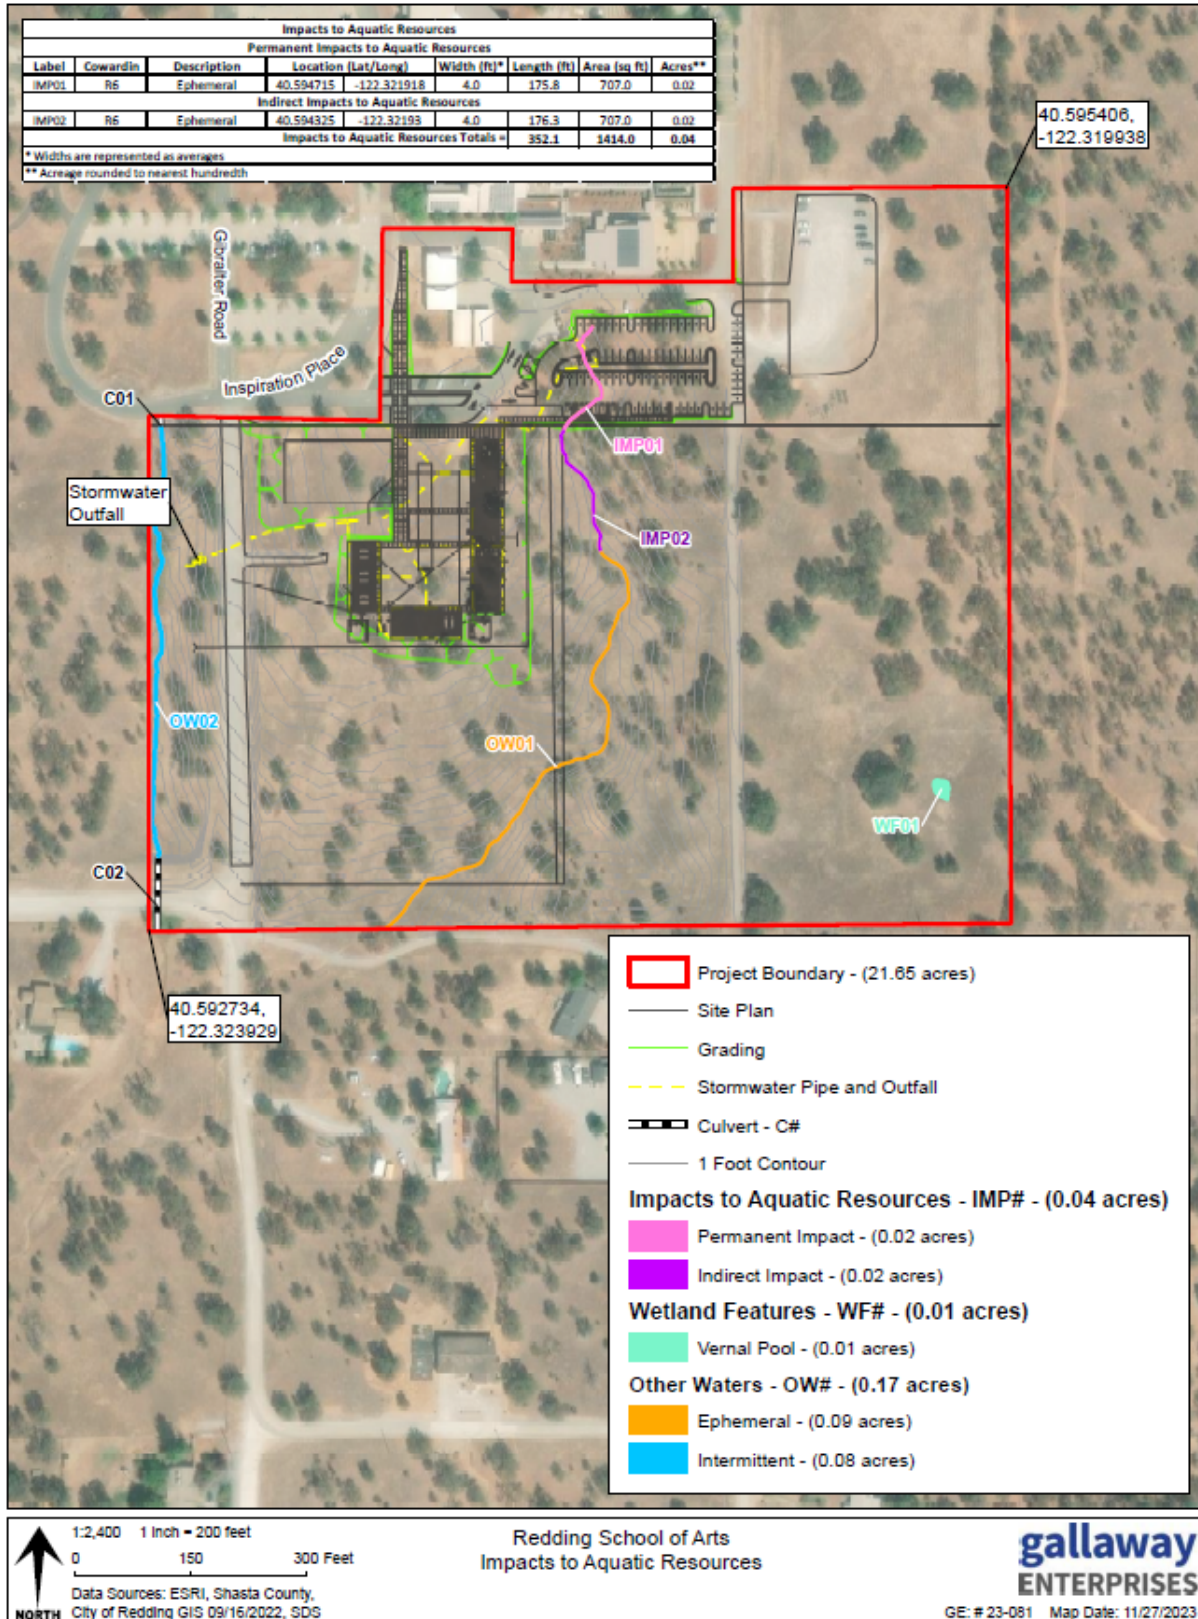 Impacts to Aquatic Resources
Permanent Impacts to Aquatic Resources
Label Cowardin Description Location (Lat/Long) Width (ft)* Length (ft) Area (sq ft) Acres**
IMP01 R6 Ephemeral 40.594715 -122.321918 4.0 175.8 707.0 0.02
Indirect Impacts to Aquatic Resources
IMP02 R6 Ephemeral 40.594325 -122.32193 4.0 176.3 707.0 0.02
Impacts to Aquatic Resources Totals = 352.1 1414.0 0.04
* Widths are represented as averages
** Acreage rounded to nearest hundredth
40.595406,
-122.319938
Gibralter Road
Inspiration Place
C01
IMP01
Stormwater
Outfall
IMP02
OW02
OW01
WF01
C02
40.592734,
-122.323929
Project Boundary - (21.65 acres)
Site Plan
Grading
Stormwater Pipe and Outfall
Culvert - C#
1 Foot Contour
Impacts to Aquatic Resources - IMP# - (0.04 acres)
Permanent Impact - (0.02 acres)
Indirect Impact - (0.02 acres)
Wetland Features - WF# - (0.01 acres)
Vernal Pool - (0.01 acres)
Other Waters - OW# - (0.17 acres)
Ephemeral - (0.09 acres)
Intermittent - (0.08 acres)
1:2,400 1 inch = 200 feet
0 150 300 Feet
Data Sources: ESRI, Shasta County,
City of Redding GIS 09/16/2022, SDS
NORTH
Redding School of Arts
Impacts to Aquatic Resources
gallaway
ENTERPRISES
GE: # 23-081 Map Date: 11/27/2023